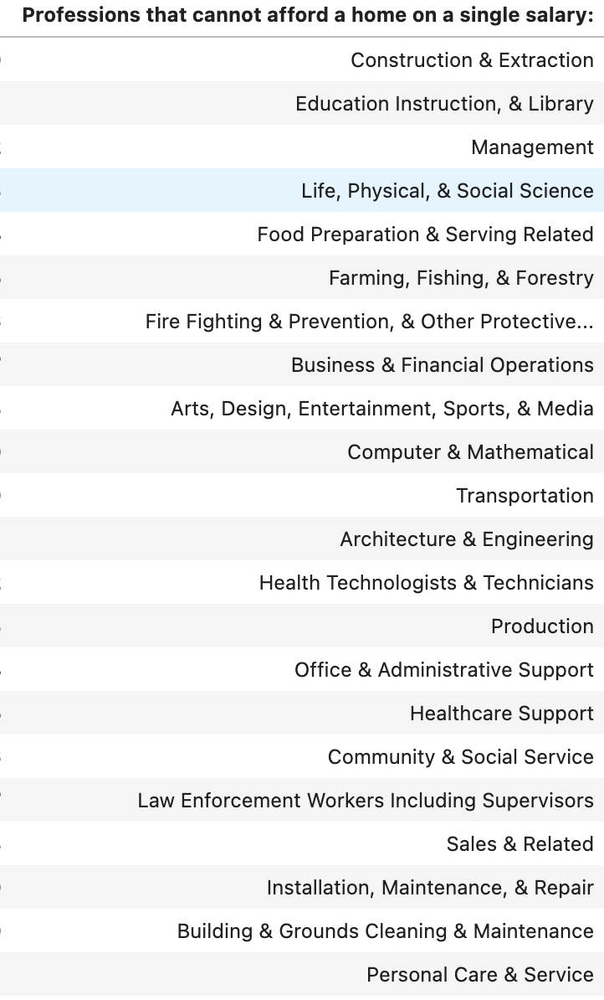 Professions that cannot afford a home on a single salary:
Construction & Extraction
Education Instruction, & Library
Management
Life, Physical, & Social Science
Food Preparation & Serving Related
Farming, Fishing, & Forestry
Fire Fighting & Prevention, & Other Protective...
Business & Financial Operations
Arts, Design, Entertainment, Sports, & Media
Computer & Mathematical
Transportation
Architecture & Engineering
Health Technologists & Technicians
Production
Office & Administrative Support
Healthcare Support
Community & Social Service
Law Enforcement Workers Including Supervisors
Sales & Related
Installation, Maintenance, & Repair
Building & Grounds Cleaning & Maintenance
Personal Care & Service